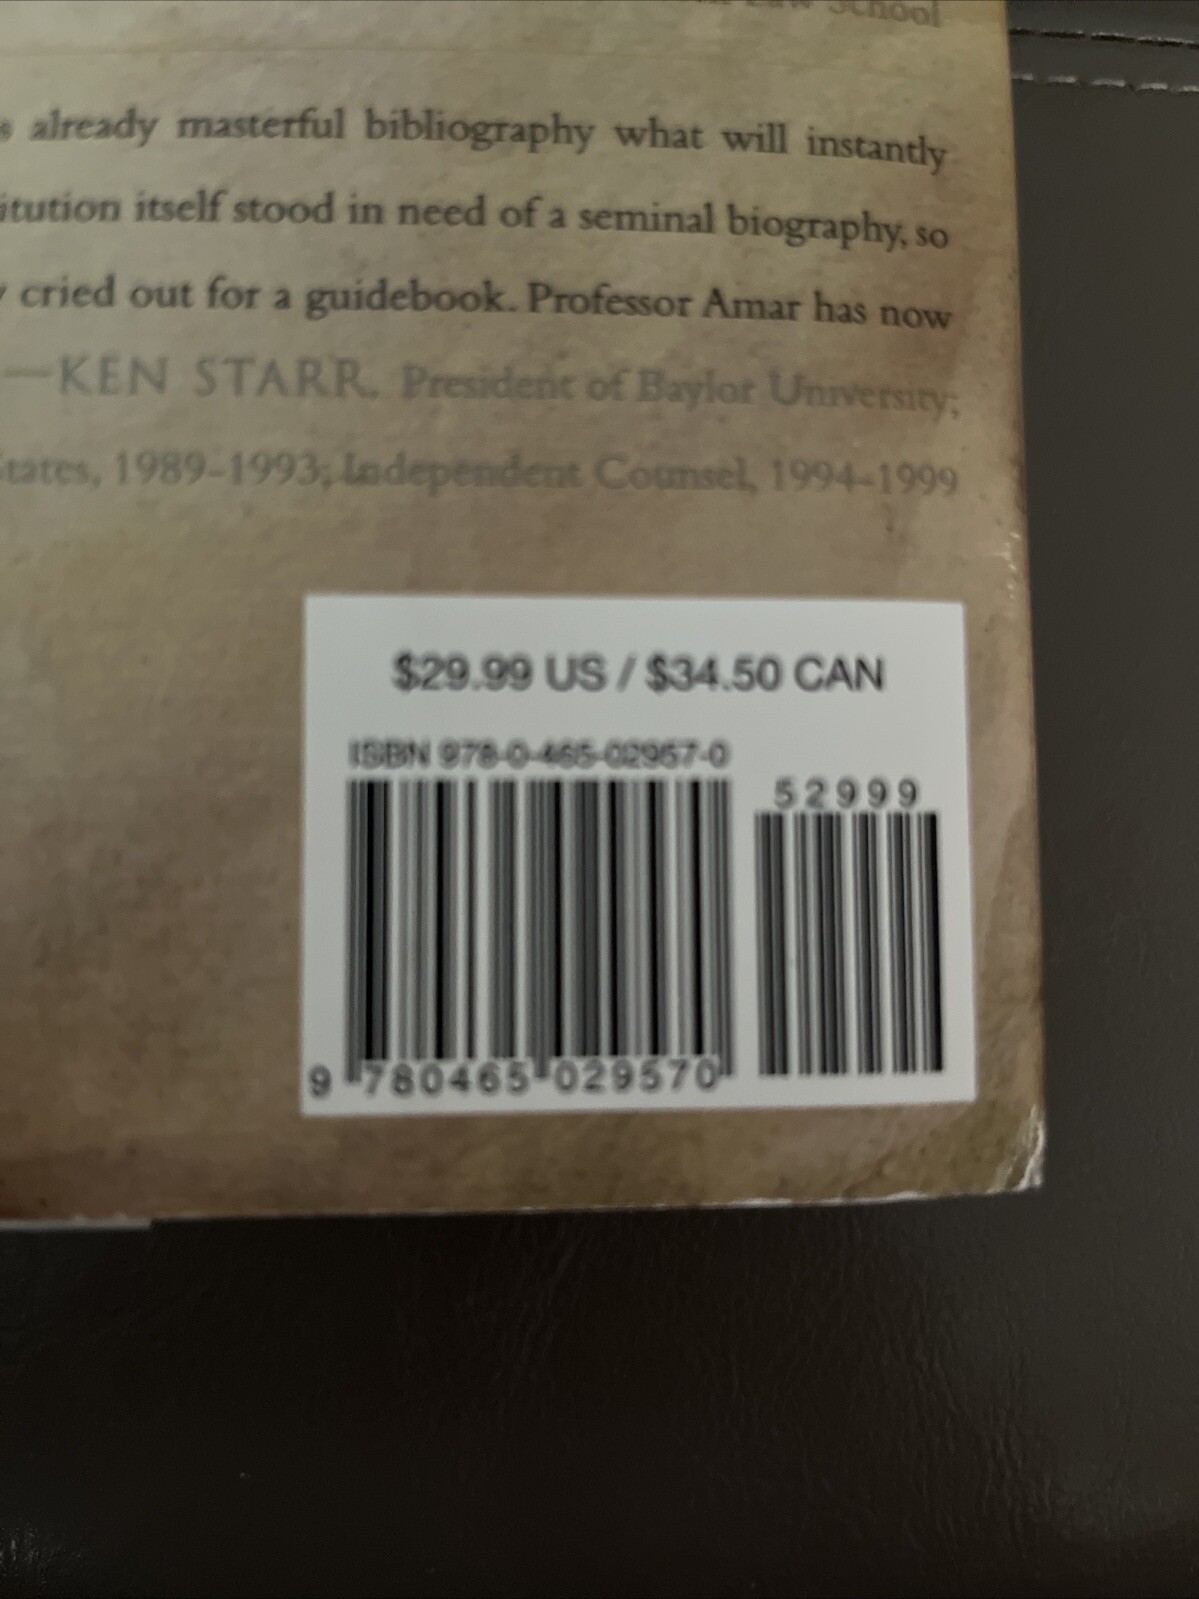 Law School
already masterful bibliography what will instantly
itution itself stood in need of a seminal biography, so
cried out for a guidebook. Professor Amar has now
—KEN STARR, President of Baylor University;
tates, 1989–1993; Independent Counsel, 1994–1999
$29.99 US / $34.50 CAN
ISBN 978-0-465-02957-0
52999
9 780465 029570